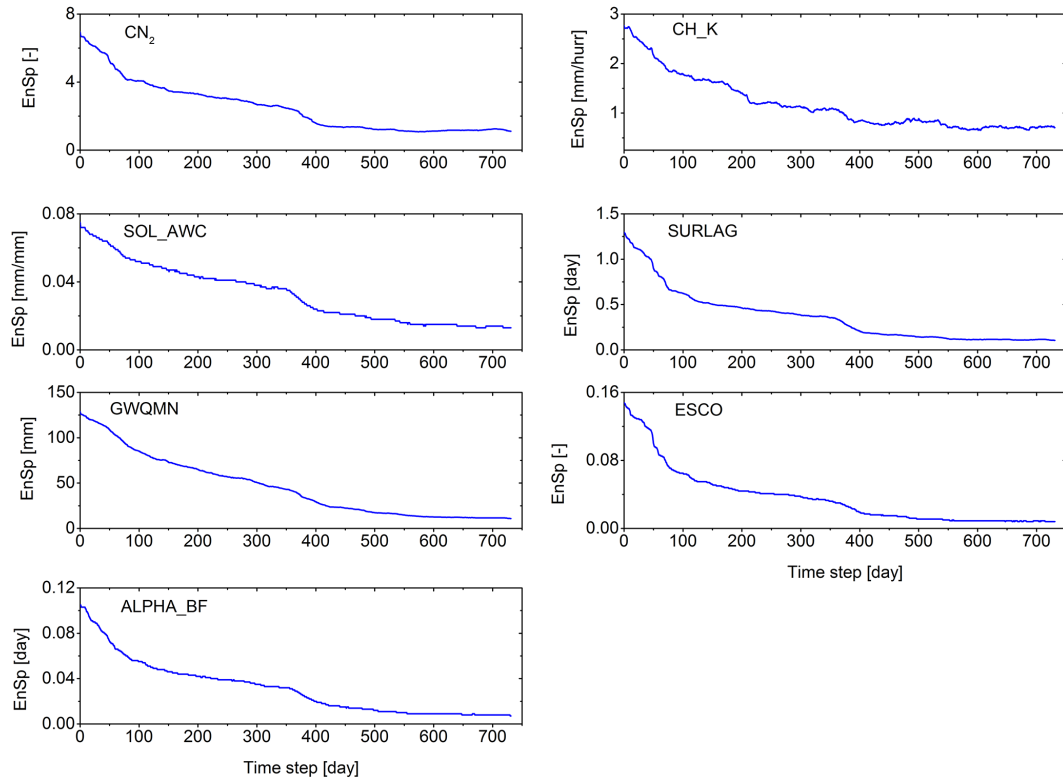 CN2
EnSp [-]
8
4
0
0 100 200 300 400 500 600 700
CH_K
EnSp [mm/hurr]
3
2
1
0 100 200 300 400 500 600 700
SOL_AWC
EnSp [mm/mm]
0.08
0.04
0.00
0 100 200 300 400 500 600 700
SURLAG
EnSp [day]
1.5
1.0
0.5
0.0
0 100 200 300 400 500 600 700
GWQMN
EnSp [mm]
150
100
50
0
0 100 200 300 400 500 600 700
ESCO
EnSp [-]
0.16
0.08
0.00
0 100 200 300 400 500 600 700
Time step [day]
ALPHA_BF
EnSp [day]
0.12
0.08
0.04
0.00
0 100 200 300 400 500 600 700
Time step [day]